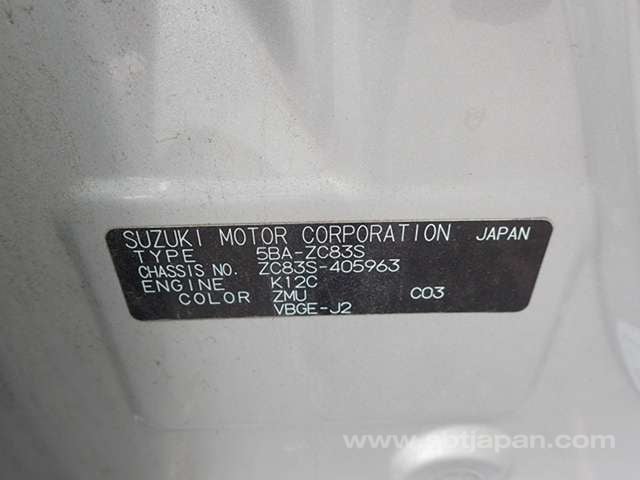 SUZUKI MOTOR CORPORATION JAPAN
TYPE 5BA-ZC83S
CHASSIS NO. ZC83S-405963
ENGINE K12C
COLOR ZMU C03
VBGE-J2
www.sbtjapan.com